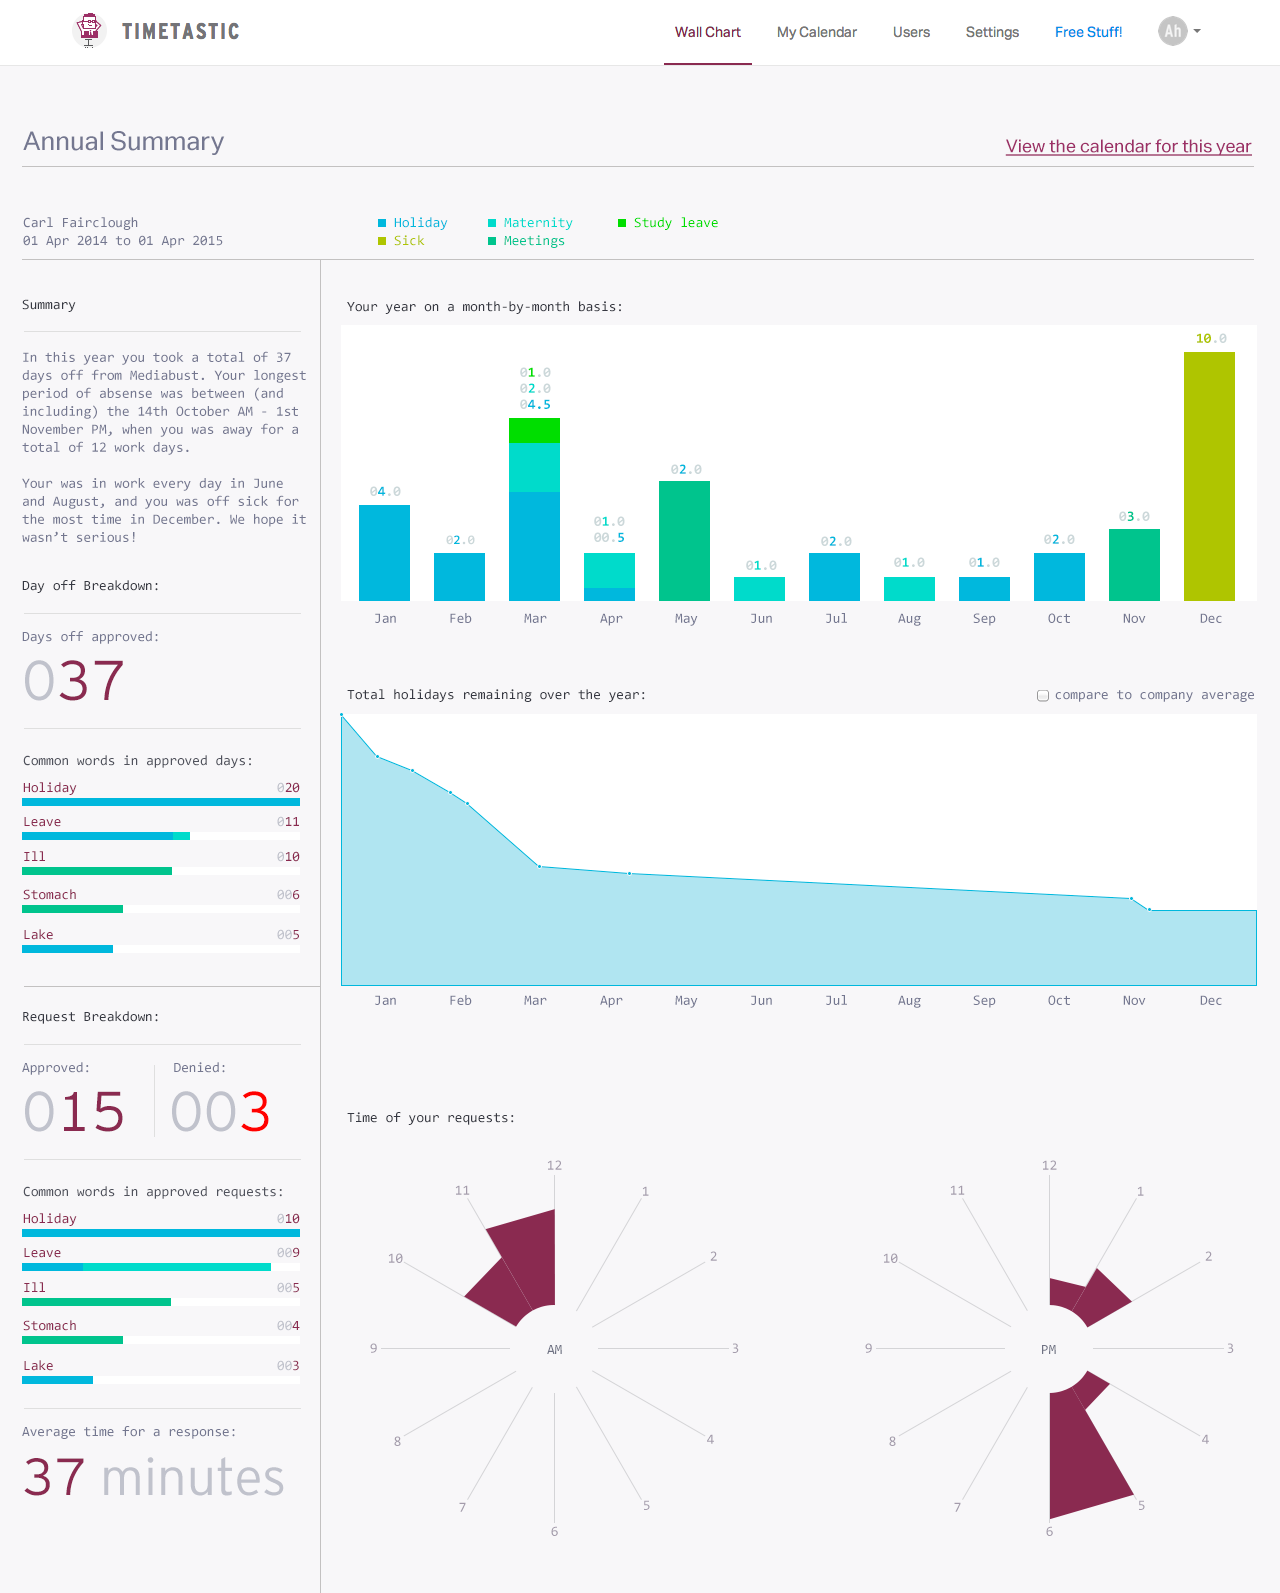 TIMETASTIC
Wall Chart
My Calendar
Users
Settings
Free Stuff!
Ah
Annual Summary
View the calendar for this year
Carl Fairclough
01 Apr 2014 to 01 Apr 2015
Holiday
Maternity
Study leave
Sick
Meetings
Summary
In this year you took a total of 37
days off from Mediabust. Your longest
period of absense was between (and
including) the 14th October AM - 1st
November PM, when you was away for a
total of 12 work days.
Your was in work every day in June
and August, and you was off sick for
the most time in December. We hope it
wasn’t serious!
Day off Breakdown:
Days off approved:
037
Common words in approved days:
Holiday 020
Leave 011
Ill 010
Stomach 006
Lake 005
Request Breakdown:
Approved:
015
Denied:
003
Common words in approved requests:
Holiday 010
Leave 009
Ill 005
Stomach 004
Lake 003
Average time for a response:
37 minutes
Your year on a month-by-month basis:
04.0
02.0
01.0
02.0
04.5
01.0
00.5
02.0
01.0
02.0
01.0
01.0
02.0
03.0
10.0
Jan Feb Mar Apr May Jun Jul Aug Sep Oct Nov Dec
Total holidays remaining over the year:
compare to company average
Jan Feb Mar Apr May Jun Jul Aug Sep Oct Nov Dec
Time of your requests:
12
1
2
3
4
5
6
7
8
9
10
11
AM
12
1
2
3
4
5
6
7
8
9
10
11
PM